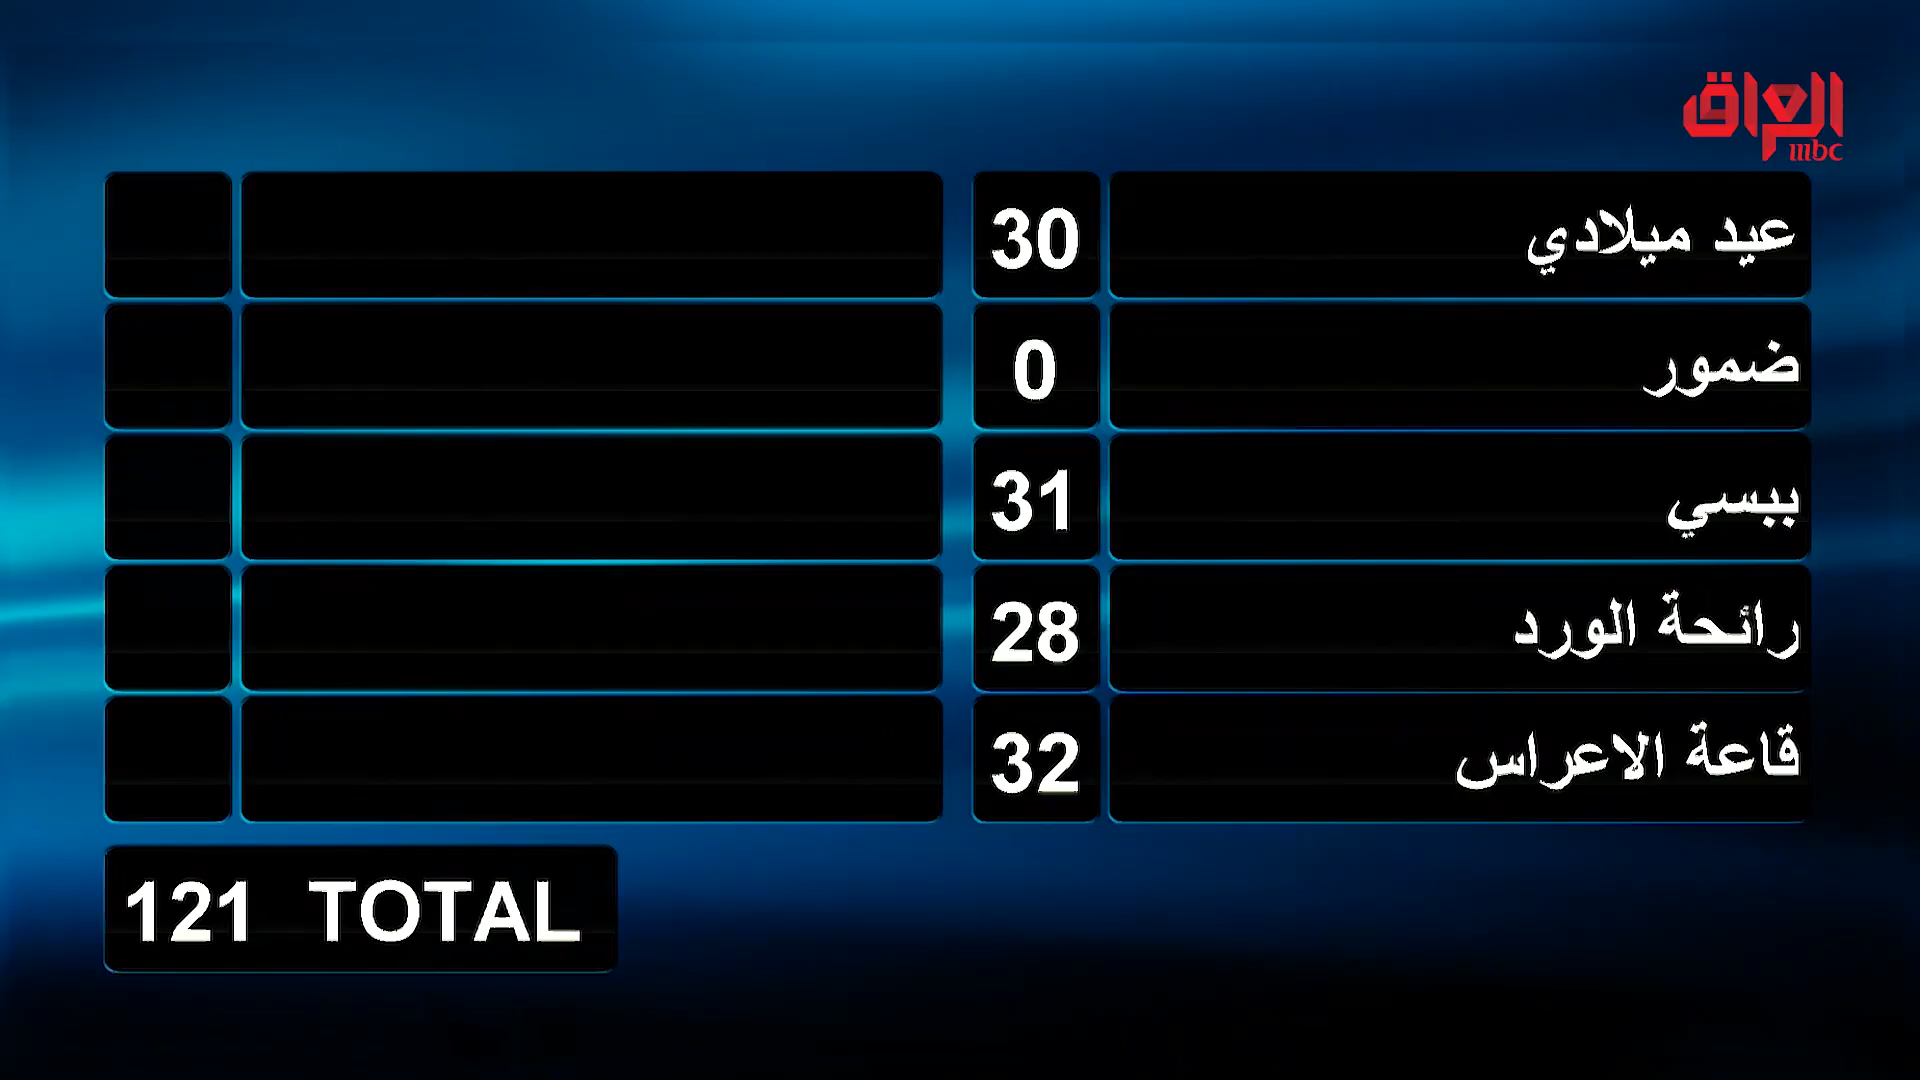 العراق
mbc
عيد ميلادي 30
ضمور 0
ببسي 31
رائحة الورد 28
قاعة الاعراس 32
121 TOTAL